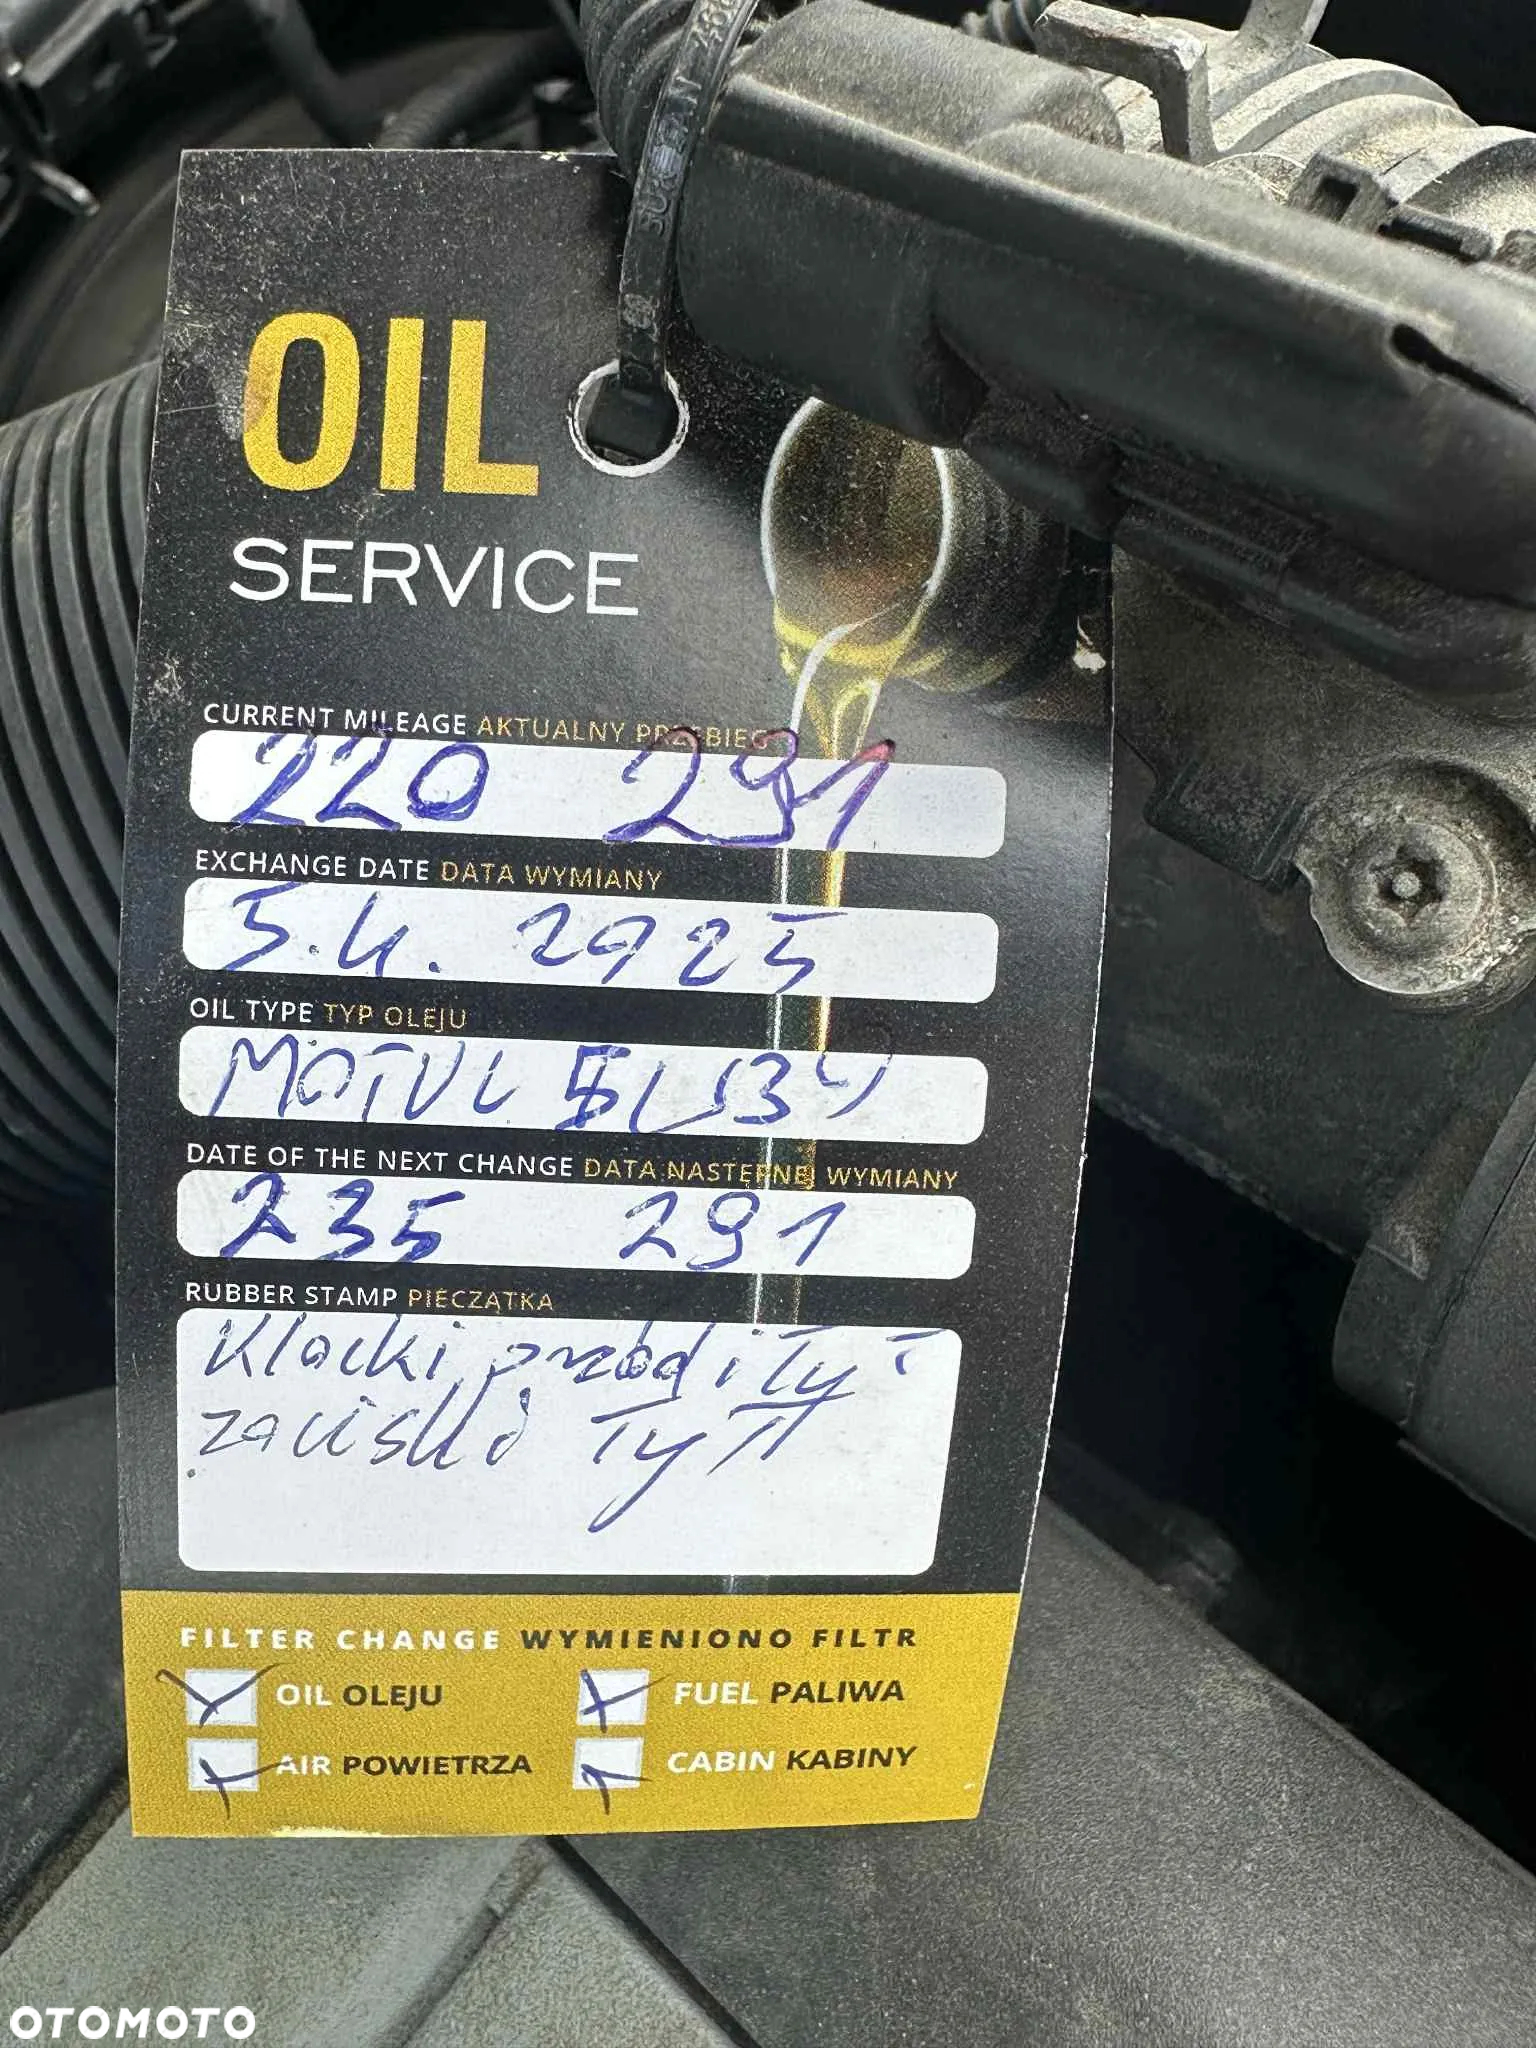 OIL
SERVICE
CURRENT MILEAGE AKTUALNY PRZEBIEG
220 291
EXCHANGE DATE DATA WYMIANY
5.4. 2025
OIL TYPE TYP OLEJU
MOTUL 5W30
DATE OF THE NEXT CHANGE DATA NASTĘPNEJ WYMIANY
235 291
RUBBER STAMP PIECZĄTKA
Klocki przód i Tył
zaciski Tył
FILTER CHANGE WYMIENIONO FILTR
OIL OLEJU
FUEL PALIWA
AIR POWIETRZA
CABIN KABINY
OTOMOTO